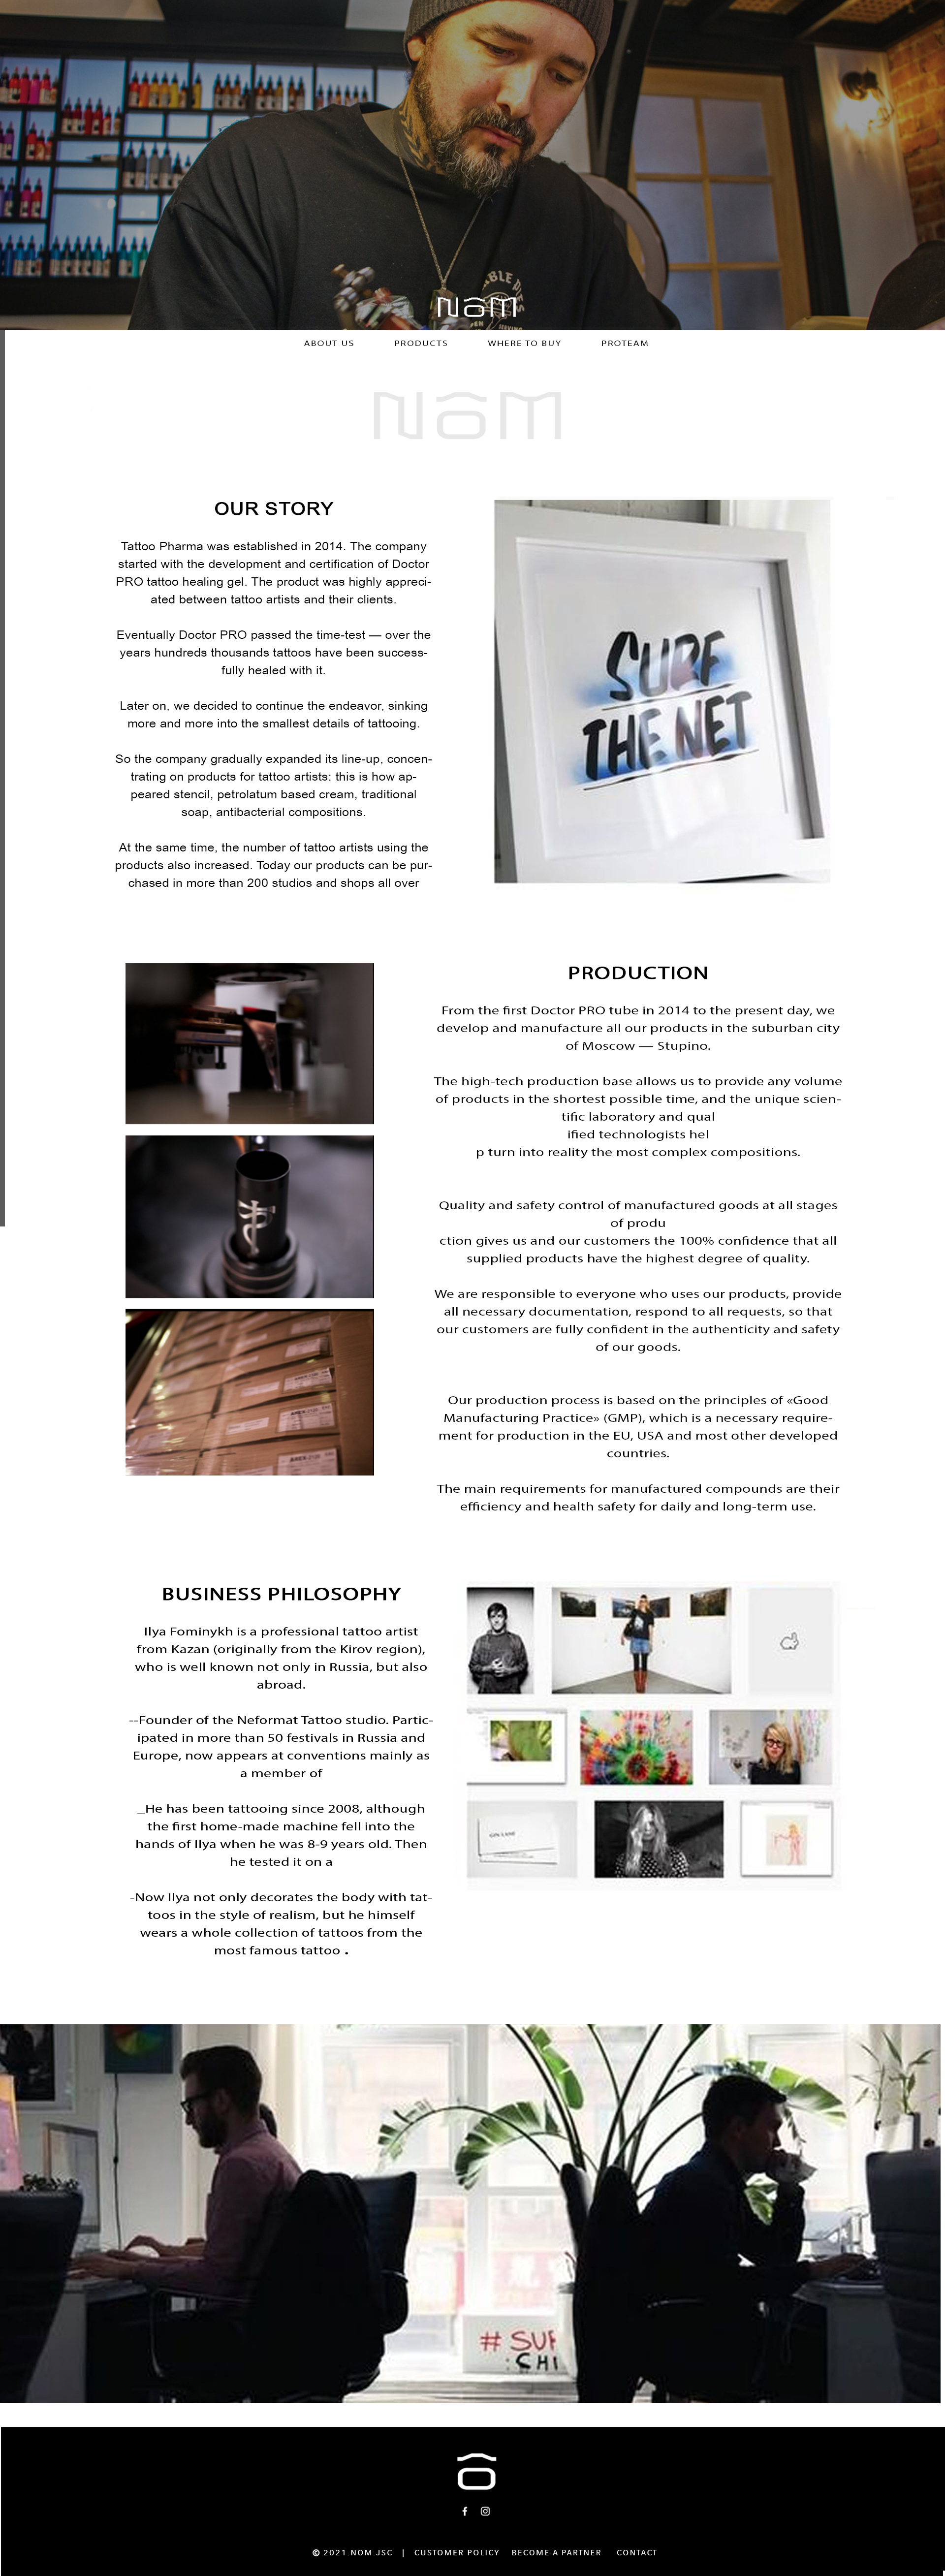 NôM
ABOUT US PRODUCTS WHERE TO BUY PROTEAM
NôM
OUR STORY
Tattoo Pharma was established in 2014. The company
started with the development and certification of Doctor
PRO tattoo healing gel. The product was highly appreci-
ated between tattoo artists and their clients.
Eventually Doctor PRO passed the time-test — over the
years hundreds thousands tattoos have been success-
fully healed with it.
Later on, we decided to continue the endeavor, sinking
more and more into the smallest details of tattooing.
So the company gradually expanded its line-up, concen-
trating on products for tattoo artists: this is how ap-
peared stencil, petrolatum based cream, traditional
soap, antibacterial compositions.
At the same time, the number of tattoo artists using the
products also increased. Today our products can be pur-
chased in more than 200 studios and shops all over
SURF
THE NET
PRODUCTION
From the first Doctor PRO tube in 2014 to the present day, we
develop and manufacture all our products in the suburban city
of Moscow — Stupino.
The high-tech production base allows us to provide any volume
of products in the shortest possible time, and the unique scien-
tific laboratory and qual
ified technologists hel
p turn into reality the most complex compositions.
Quality and safety control of manufactured goods at all stages
of produ
ction gives us and our customers the 100% confidence that all
supplied products have the highest degree of quality.
We are responsible to everyone who uses our products, provide
all necessary documentation, respond to all requests, so that
our customers are fully confident in the authenticity and safety
of our goods.
Our production process is based on the principles of «Good
Manufacturing Practice» (GMP), which is a necessary require-
ment for production in the EU, USA and most other developed
countries.
The main requirements for manufactured compounds are their
efficiency and health safety for daily and long-term use.
BUSINESS PHILOSOPHY
Ilya Fominykh is a professional tattoo artist
from Kazan (originally from the Kirov region),
who is well known not only in Russia, but also
abroad.
--Founder of the Neformat Tattoo studio. Partic-
ipated in more than 50 festivals in Russia and
Europe, now appears at conventions mainly as
a member of
_He has been tattooing since 2008, although
the first home-made machine fell into the
hands of Ilya when he was 8-9 years old. Then
he tested it on a
-Now Ilya not only decorates the body with tat-
toos in the style of realism, but he himself
wears a whole collection of tattoos from the
most famous tattoo .
# SUF
CHI
© 2021.NOM.JSC | CUSTOMER POLICY BECOME A PARTNER CONTACT